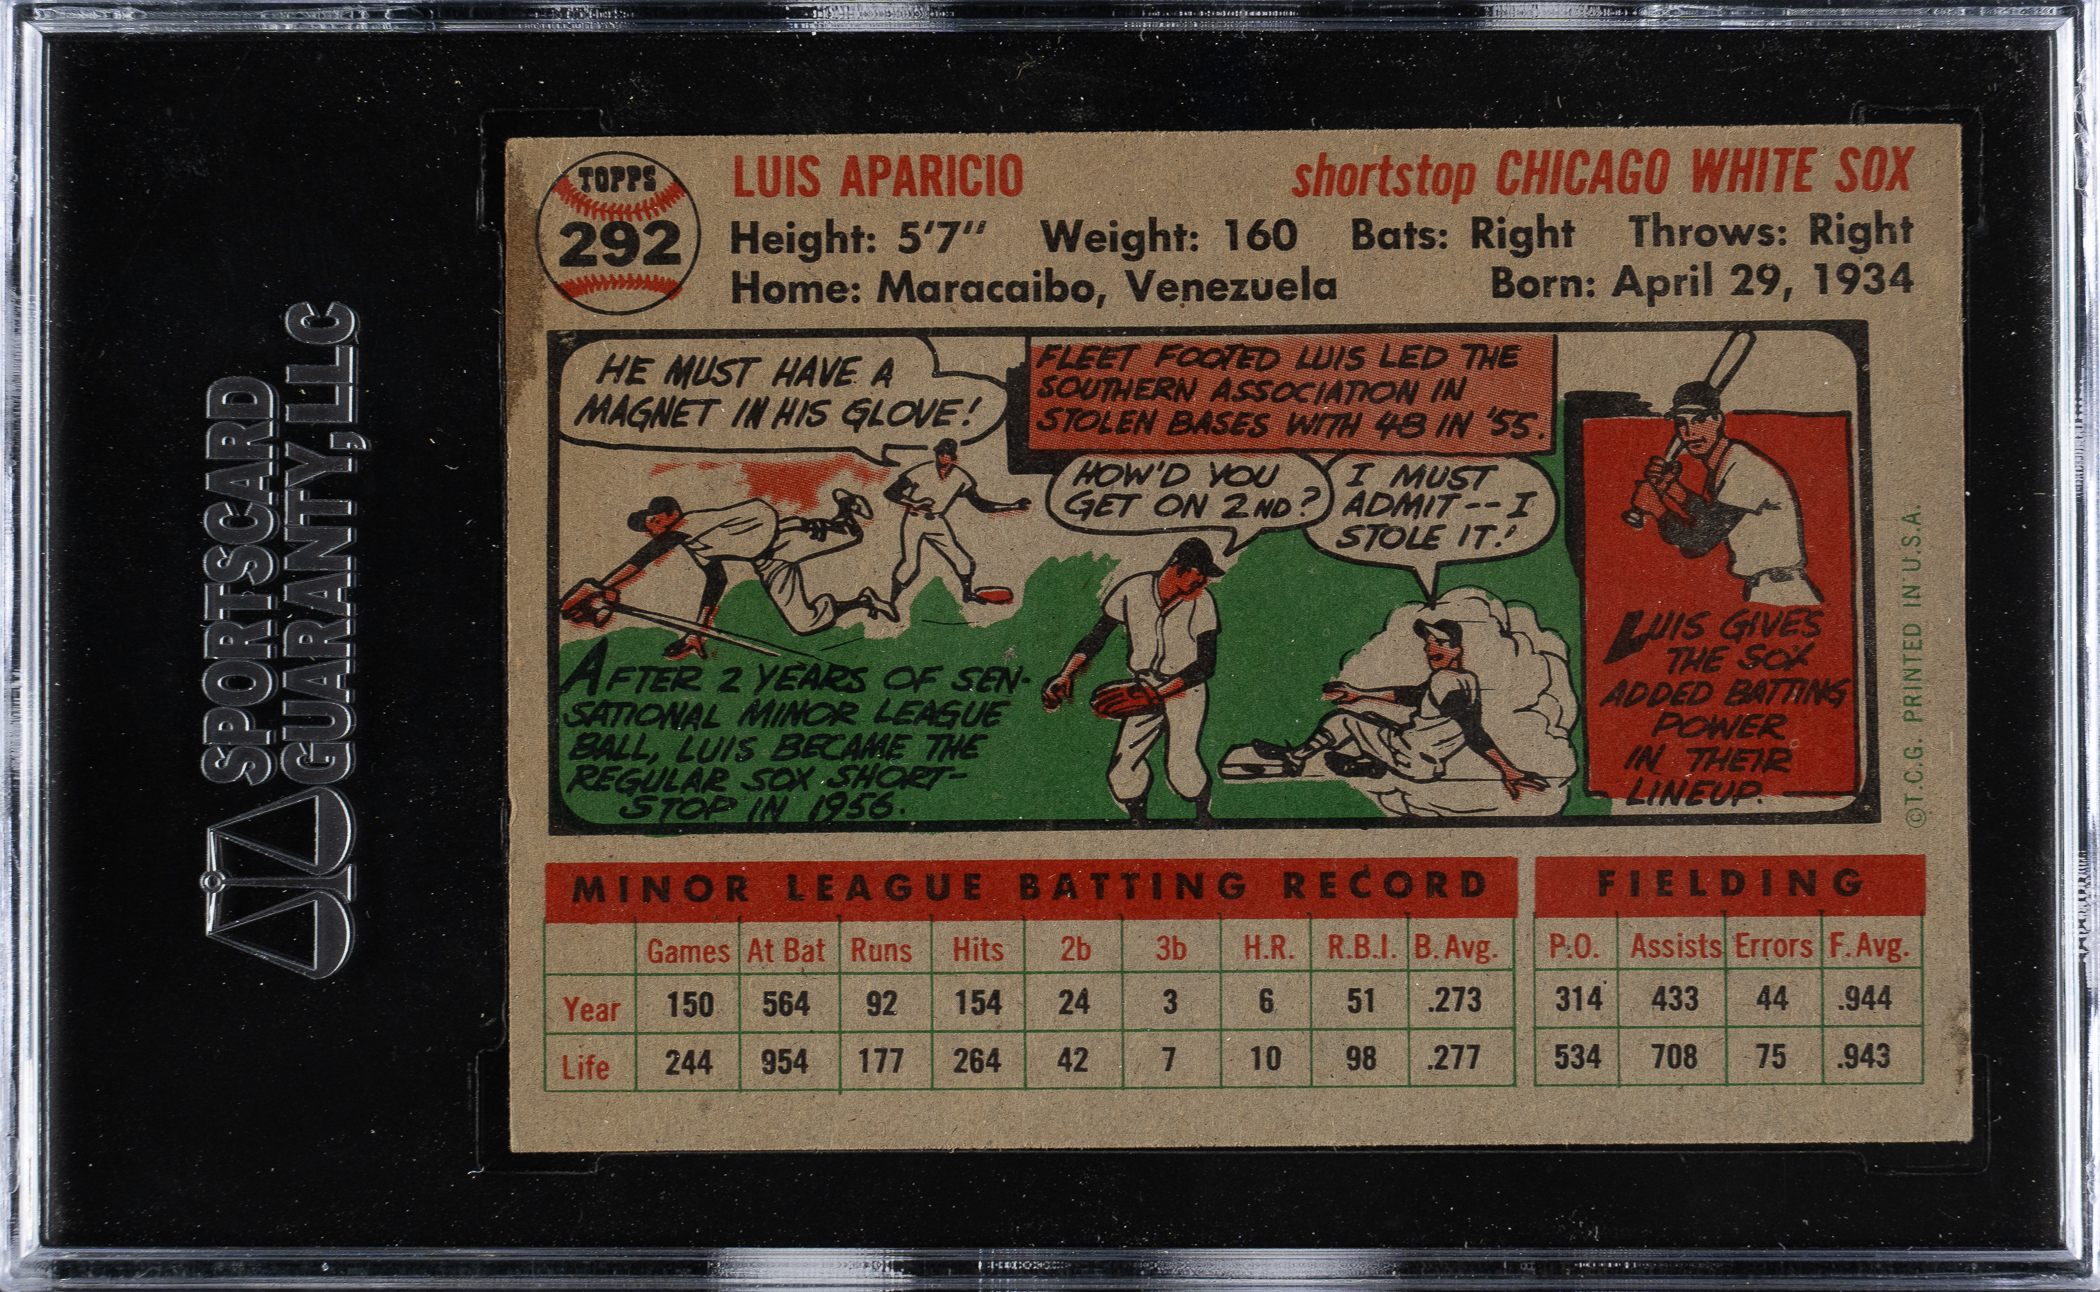 SPORTSCARD
GUARANTY, LLC
TOPPS
292
LUIS APARICIO
shortstop CHICAGO WHITE SOX
Height: 5'7" Weight: 160 Bats: Right Throws: Right
Home: Maracaibo, Venezuela Born: April 29, 1934
HE MUST HAVE A
MAGNET IN HIS GLOVE!
FLEET FOOTED LUIS LED THE
SOUTHERN ASSOCIATION IN
STOLEN BASES WITH 48 IN '55.
HOW'D YOU
GET ON 2ND?
I MUST
ADMIT--I
STOLE IT!
AFTER 2 YEARS OF SEN-
SATIONAL MINOR LEAGUE
BALL, LUIS BECAME THE
REGULAR SOX SHORT-
STOP IN 1956.
LUIS GIVES
THE SOX
ADDED BATTING
POWER
IN THEIR
LINEUP.
©T.C.G. PRINTED IN U.S.A.
MINOR LEAGUE BATTING RECORD FIELDING
Games At Bat Runs Hits 2b 3b H.R. R.B.I. B. Avg. P.O. Assists Errors F. Avg.
Year 150 564 92 154 24 3 6 51 .273 314 433 44 .944
Life 244 954 177 264 42 7 10 98 .277 534 708 75 .943